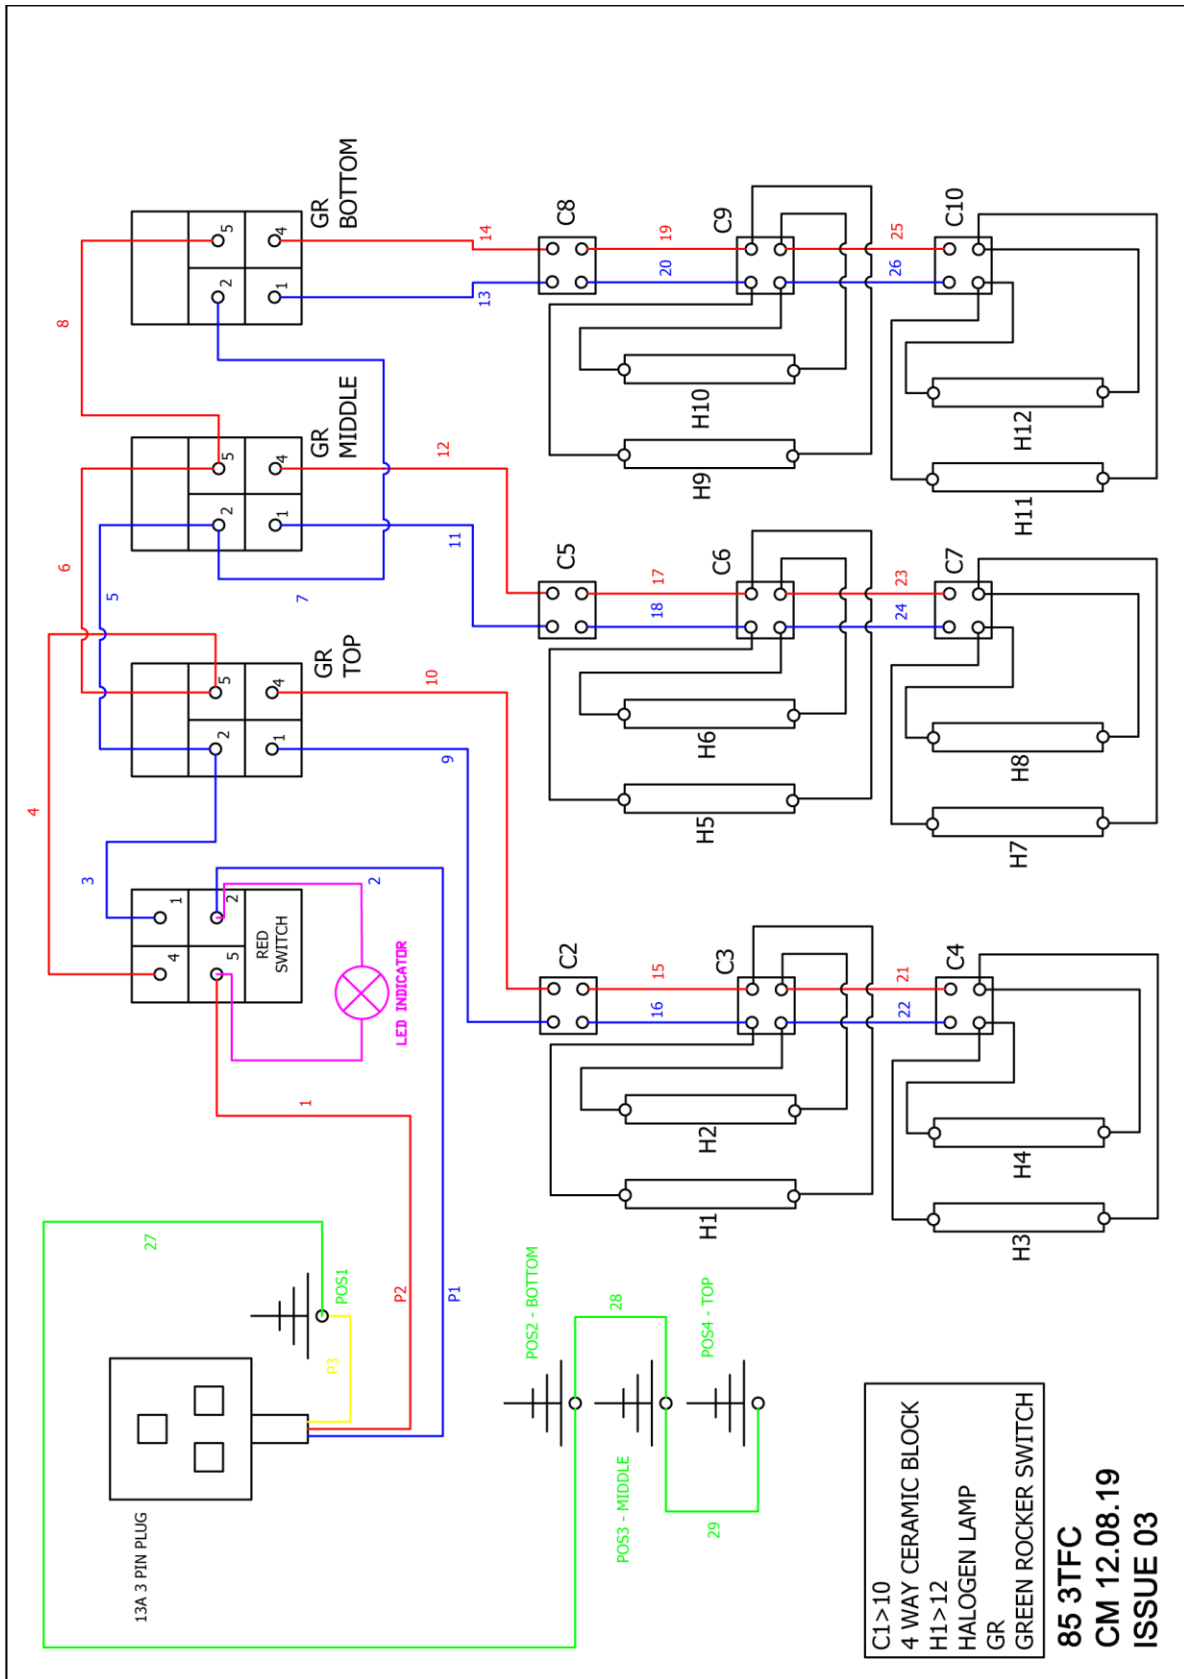 13A 3 PIN PLUG
P3
POS1
27
P2
P1
1
2
LED INDICATOR
4
1
5
2
RED
SWITCH
3
4
2
5
1
4
GR
TOP
5
6
7
2
5
1
4
GR
MIDDLE
8
2
5
1
4
GR
BOTTOM
9
10
11
12
13
14
C2
C5
C8
16
15
18
17
20
19
C3
C6
C9
22
21
24
23
26
25
C4
C7
C10
H1
H2
H3
H4
H5
H6
H7
H8
H9
H10
H11
H12
POS2 - BOTTOM
28
POS3 - MIDDLE
POS4 - TOP
29
C1>10
4 WAY CERAMIC BLOCK
H1>12
HALOGEN LAMP
GR
GREEN ROCKER SWITCH
85 3TFC
CM 12.08.19
ISSUE 03